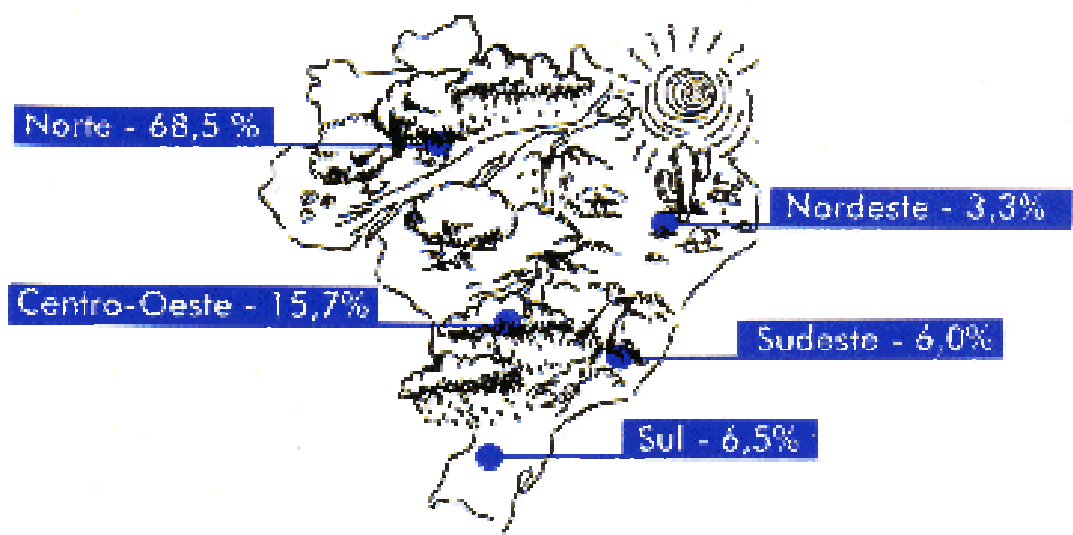 Norte - 68,5 %
Nordeste - 3,3%
Centro-Oeste - 15,7%
Sudeste - 6,0%
Sul - 6,5%